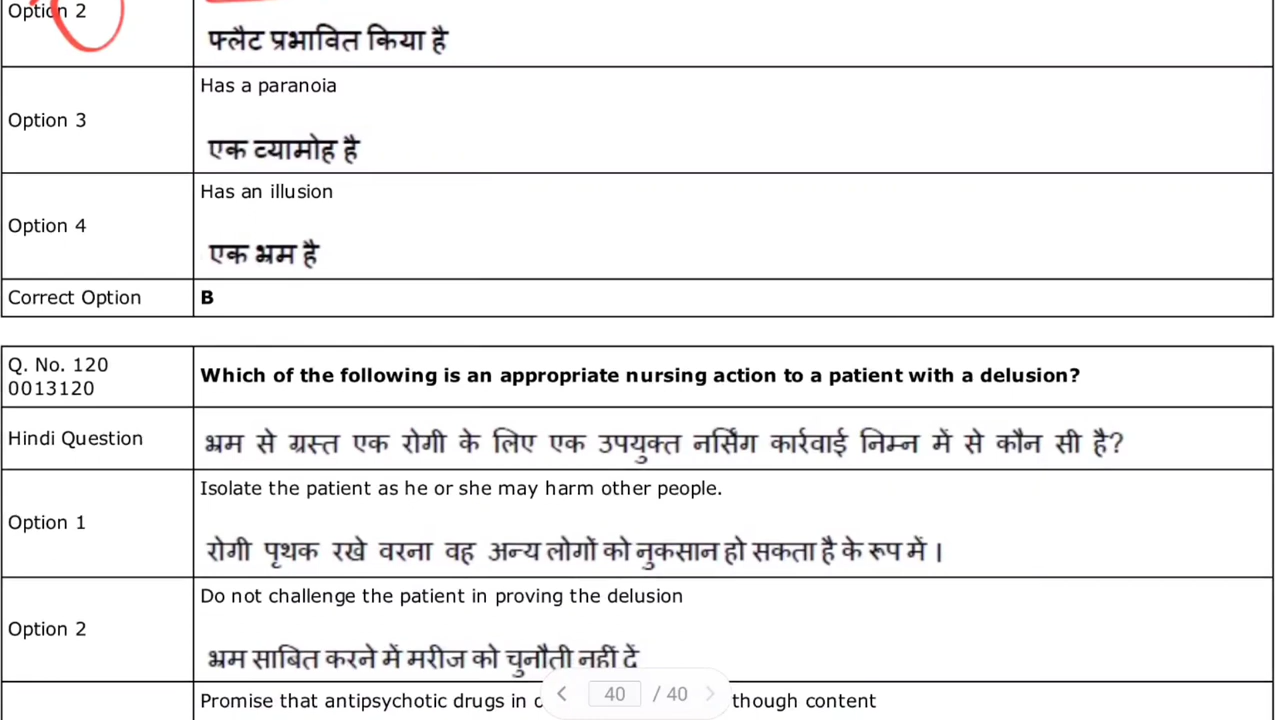 Option 2
फ्लैट प्रभावित किया है
Has a paranoia
Option 3
एक व्यामोह है
Has an illusion
Option 4
एक भ्रम है
Correct Option
B
Q. No. 120
0013120
Which of the following is an appropriate nursing action to a patient with a delusion?
Hindi Question
भ्रम से ग्रस्त एक रोगी के लिए एक उपयुक्त नर्सिंग कार्रवाई निम्न में से कौन सी है?
Isolate the patient as he or she may harm other people.
Option 1
रोगी पृथक रखे वरना वह अन्य लोगों को नुकसान हो सकता है के रूप में ।
Do not challenge the patient in proving the delusion
Option 2
भ्रम साबित करने में मरीज को चुनौती नहीं दें
Promise that antipsychotic drugs in though content
40 / 40